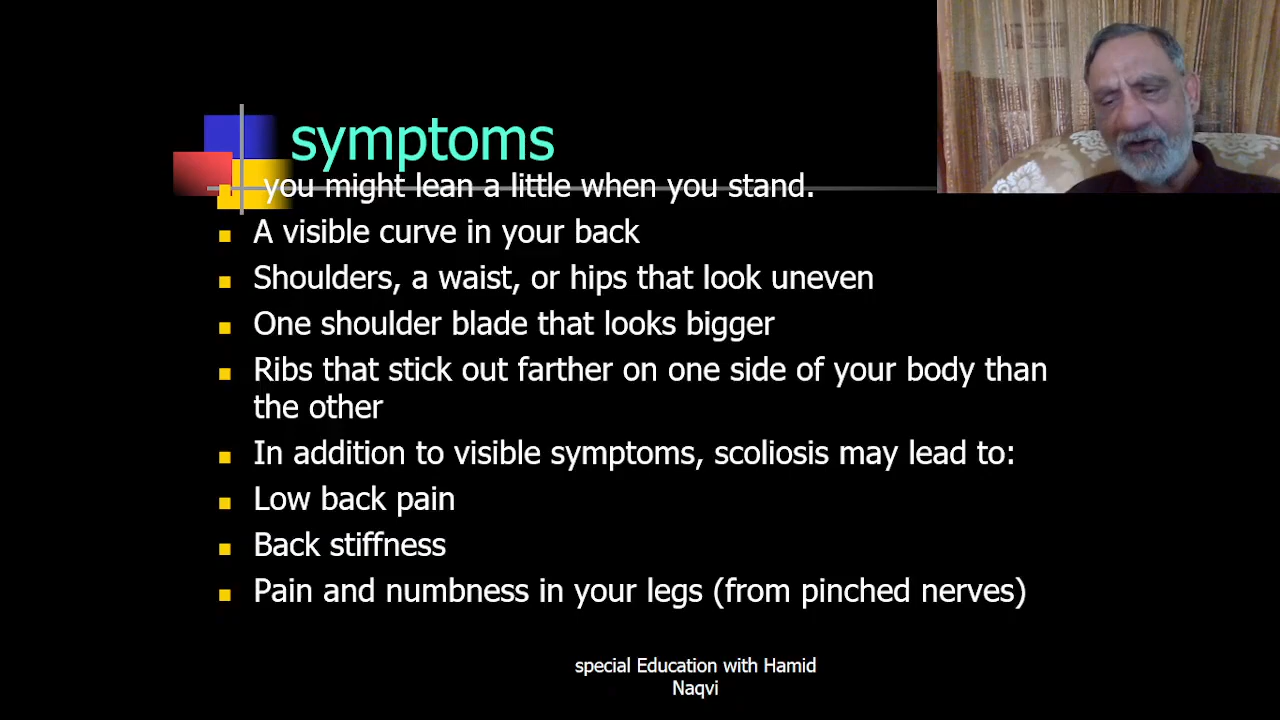 symptoms
you might lean a little when you stand.
A visible curve in your back
Shoulders, a waist, or hips that look uneven
One shoulder blade that looks bigger
Ribs that stick out farther on one side of your body than
the other
In addition to visible symptoms, scoliosis may lead to:
Low back pain
Back stiffness
Pain and numbness in your legs (from pinched nerves)
special Education with Hamid
Naqvi